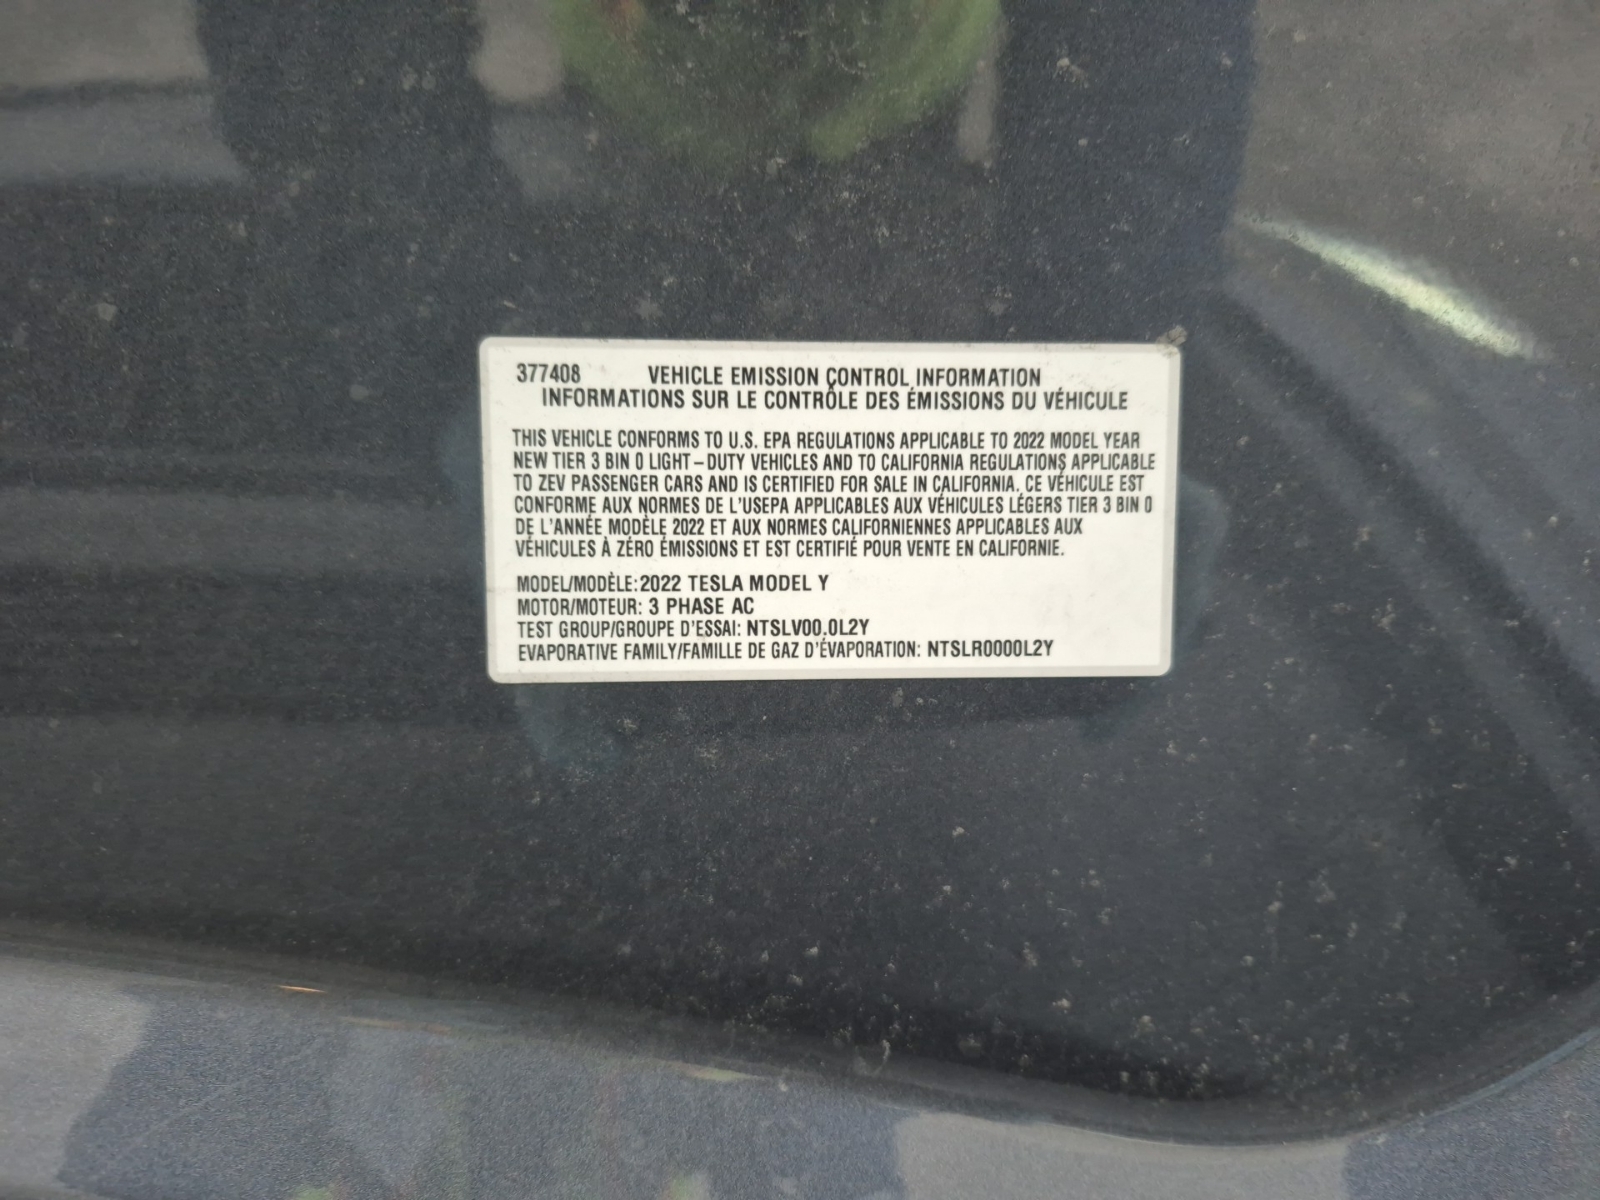 377408 VEHICLE EMISSION CONTROL INFORMATION
INFORMATIONS SUR LE CONTRÔLE DES ÉMISSIONS DU VÉHICULE
THIS VEHICLE CONFORMS TO U.S. EPA REGULATIONS APPLICABLE TO 2022 MODEL YEAR
NEW TIER 3 BIN 0 LIGHT-DUTY VEHICLES AND TO CALIFORNIA REGULATIONS APPLICABLE
TO ZEV PASSENGER CARS AND IS CERTIFIED FOR SALE IN CALIFORNIA. CE VÉHICULE EST
CONFORME AUX NORMES DE L'USEPA APPLICABLES AUX VÉHICULES LÉGERS TIER 3 BIN 0
DE L'ANNÉE MODÈLE 2022 ET AUX NORMES CALIFORNIENNES APPLICABLES AUX
VÉHICULES À ZÉRO ÉMISSIONS ET EST CERTIFIÉ POUR VENTE EN CALIFORNIE.
MODEL/MODÈLE: 2022 TESLA MODEL Y
MOTOR/MOTEUR: 3 PHASE AC
TEST GROUP/GROUPE D'ESSAI: NTSLV00.0L2Y
EVAPORATIVE FAMILY/FAMILLE DE GAZ D'ÉVAPORATION: NTSLR0000L2Y